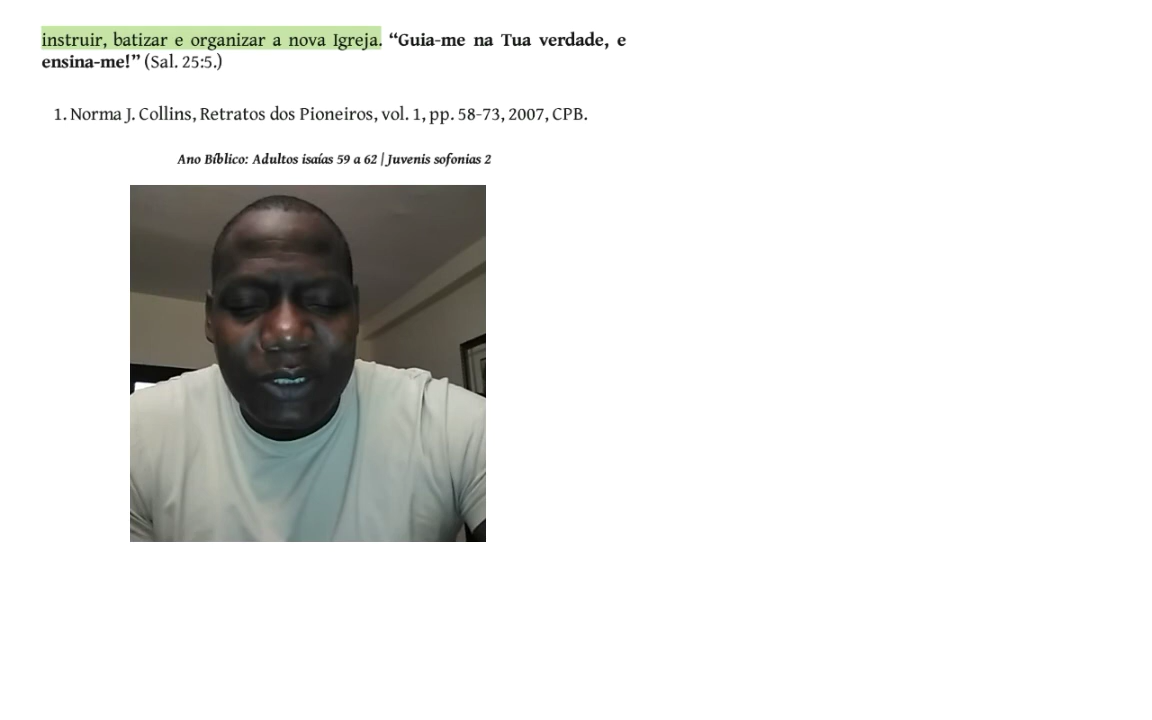 instruir, batizar e organizar a nova Igreja. “Guia-me na Tua verdade, e
ensina-me!” (Sal. 25:5.)
1. Norma J. Collins, Retratos dos Pioneiros, vol. 1, pp. 58-73, 2007, CPB.
Ano Bíblico: Adultos isaías 59 a 62 | Juvenis sofonias 2